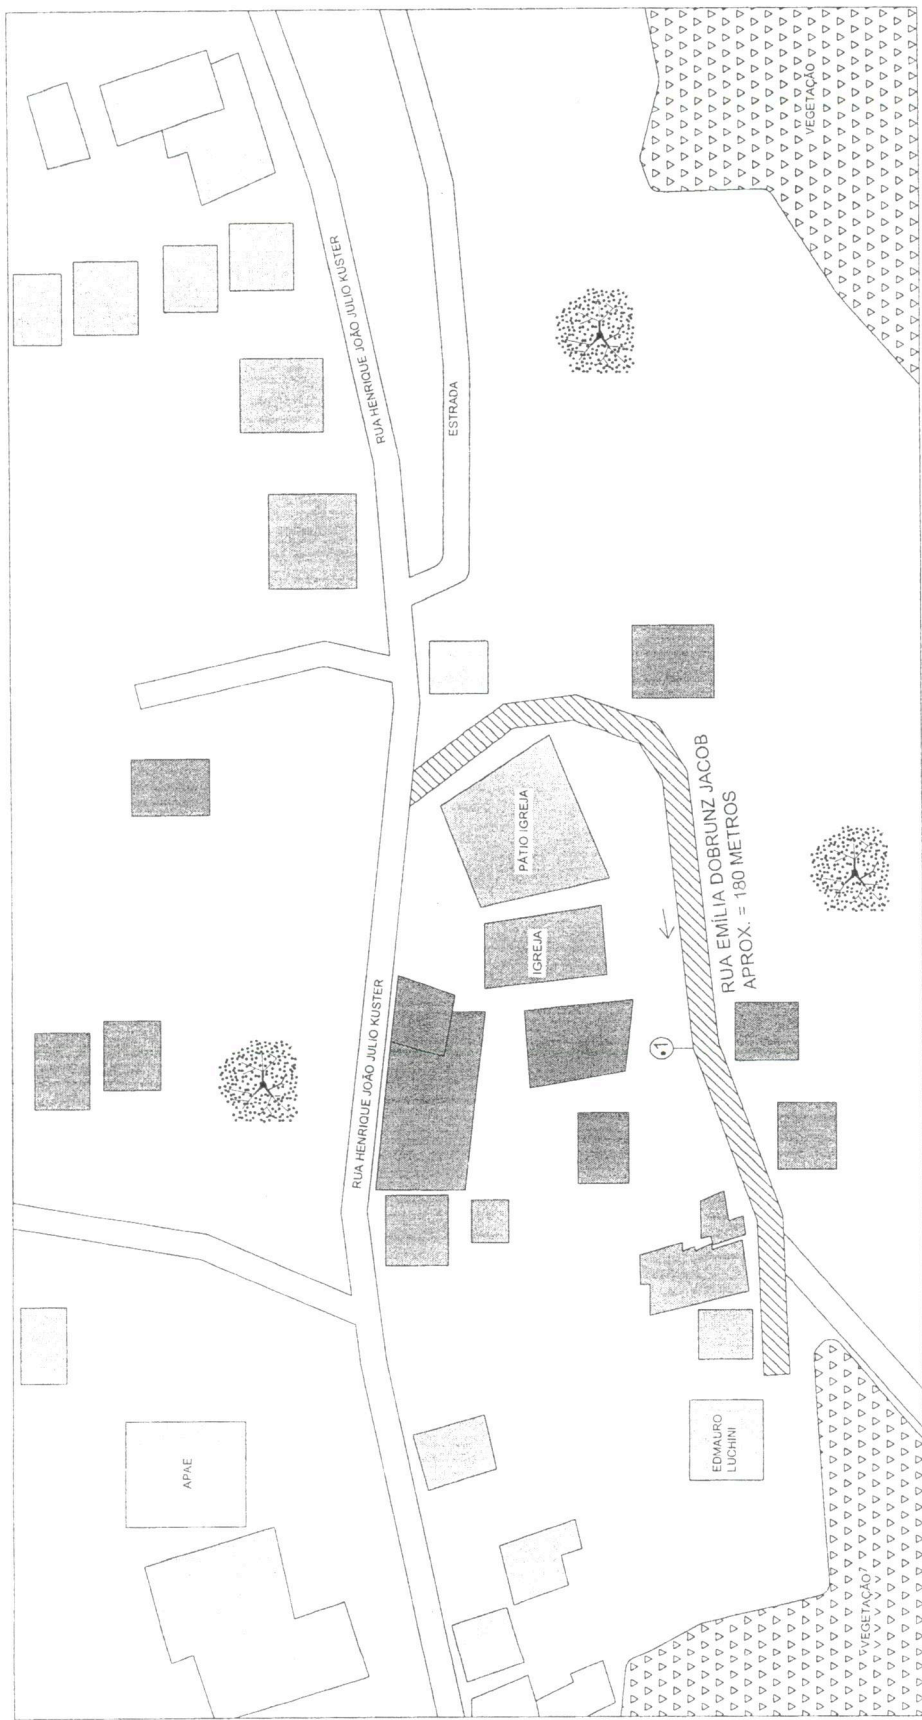 APAE
RUA HENRIQUE JOÃO JULIO KUSTER
RUA HENRIQUE JOÃO JULIO KUSTER
ESTRADA
IGREJA
PÁTIO IGREJA
1
EDMAURO
LUCHINI
RUA EMÍLIA DOBRUNZ JACOB
APROX. = 180 METROS
VEGETAÇÃO
VEGETAÇÃO